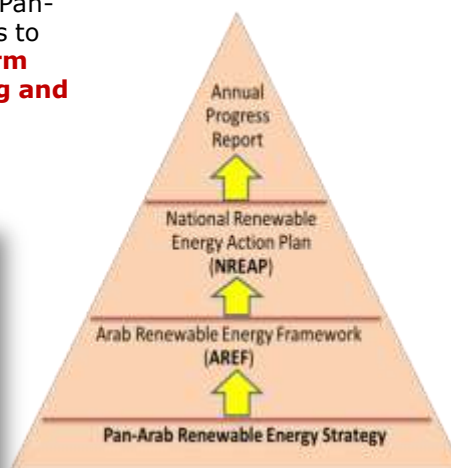 Pan-
s to
rm
g and
Annual
Progress
Report
National Renewable
Energy Action Plan
(NREAP)
Arab Renewable Energy Framework
(AREF)
Pan-Arab Renewable Energy Strategy